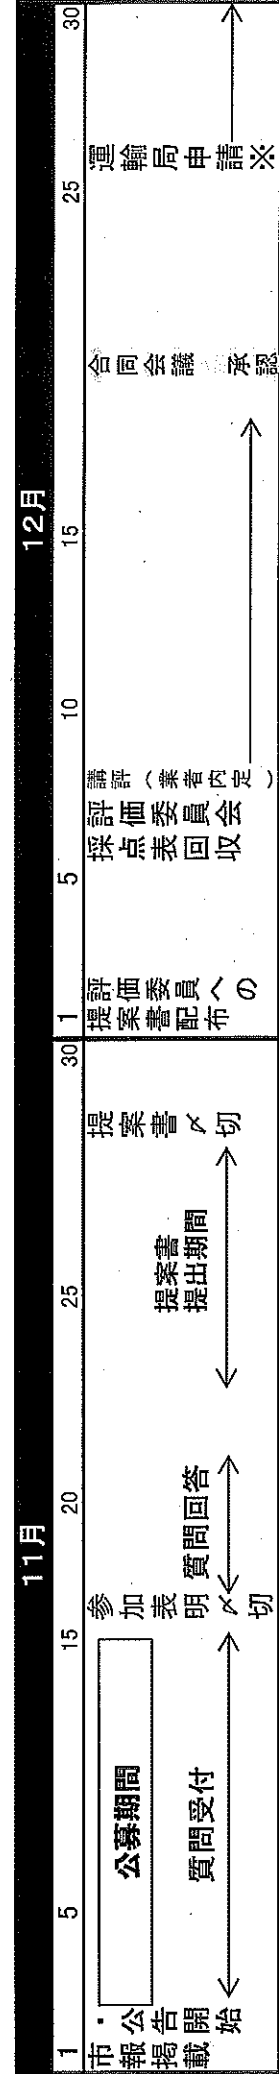 11月
12月
1
5
15
20
25
30
1
5
10
15
25
30
市報掲載
・公告開始
公募期間
質問受付
参加表明〆切
質問回答
提案書
提出期間
提案書〆切
評価委員への
提案書配布
採点表回収
評価委員会
講評（業者内定）
合同会議　承認
運輸局申請※